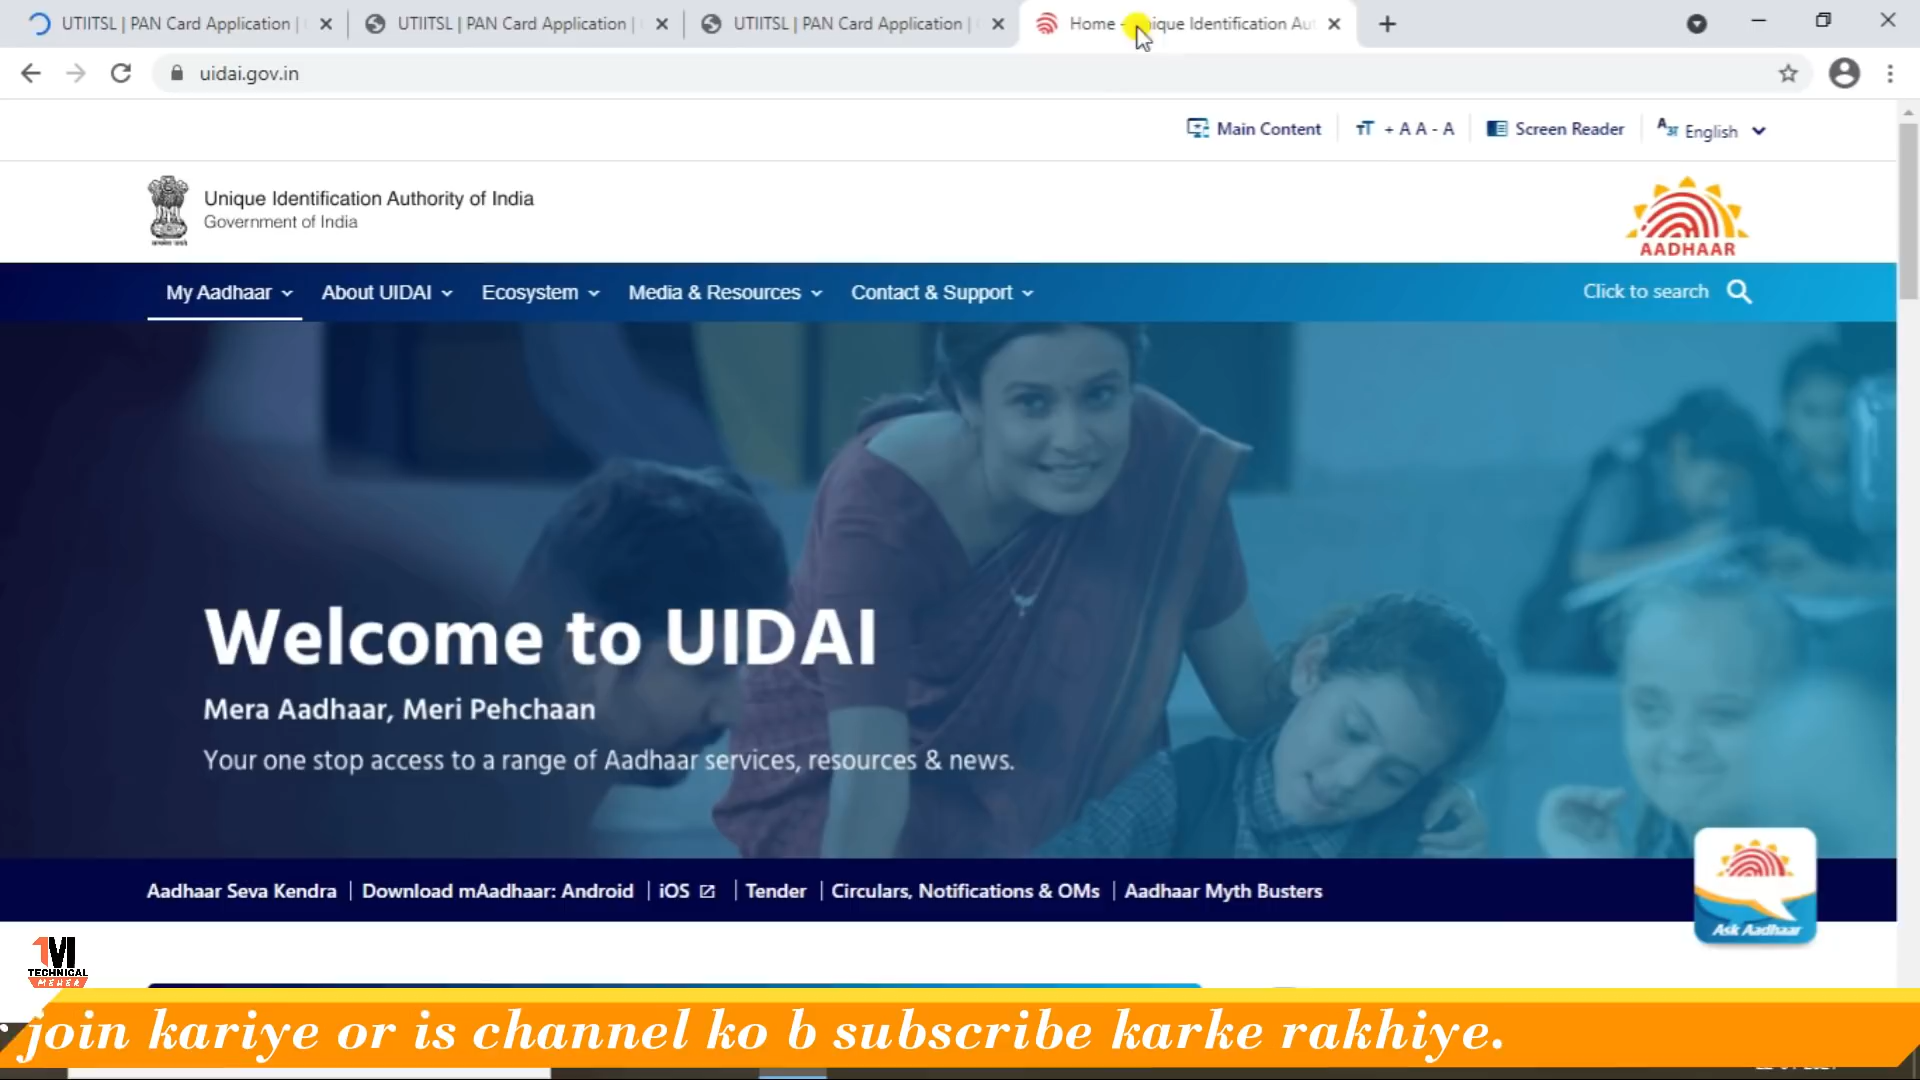 UTIITSL | PAN Card Application |
UTIITSL | PAN Card Application |
UTIITSL | PAN Card Application |
Home - Unique Identification Au
uidai.gov.in
Main Content
+ A A - A
Screen Reader
English
Unique Identification Authority of India
Government of India
AADHAAR
My Aadhaar
About UIDAI
Ecosystem
Media & Resources
Contact & Support
Click to search
Welcome to UIDAI
Mera Aadhaar, Meri Pehchaan
Your one stop access to a range of Aadhaar services, resources & news.
Aadhaar Seva Kendra | Download mAadhaar: Android | iOS | Tender | Circulars, Notifications & OMs | Aadhaar Myth Busters
Ask Aadhaar
TECHNICAL
MEHER
join kariye or is channel ko b subscribe karke rakhiye.